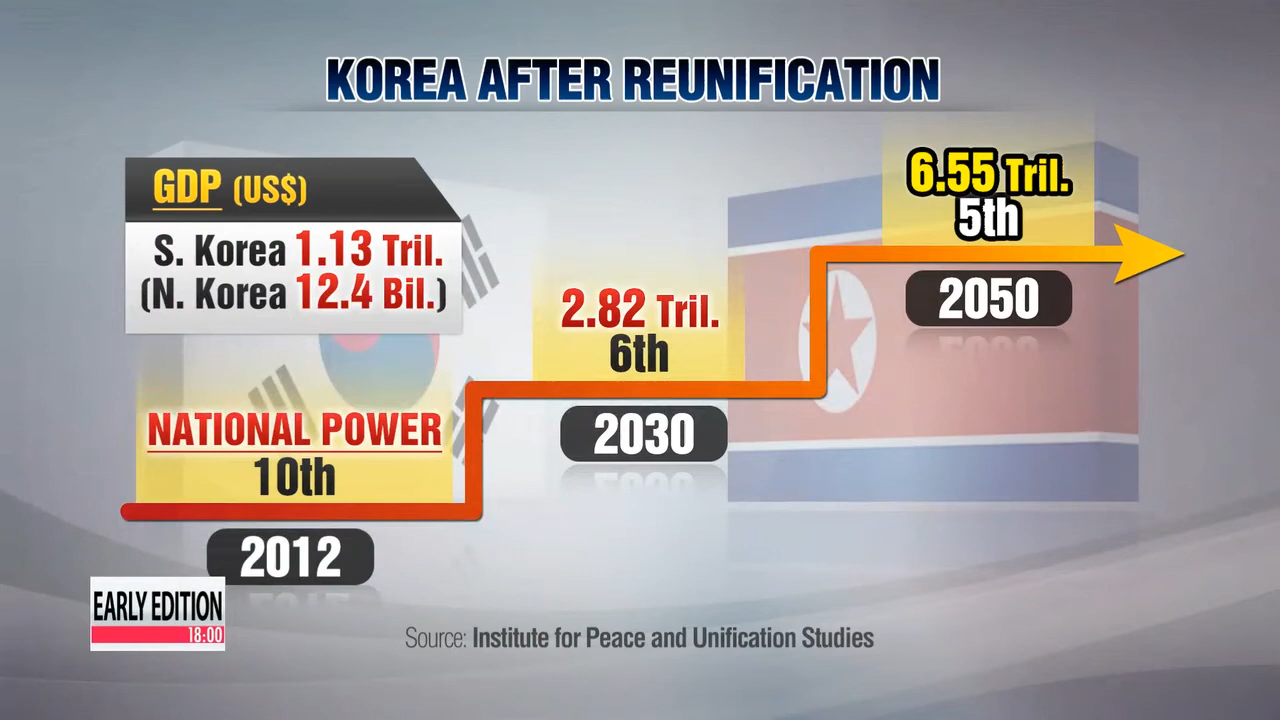 KOREA AFTER REUNIFICATION
GDP (US$)
S. Korea 1.13 Tril.
(N. Korea 12.4 Bil.)
NATIONAL POWER
10th
2012
2.82 Tril.
6th
2030
6.55 Tril.
5th
2050
EARLY EDITION
18:00
Source: Institute for Peace and Unification Studies